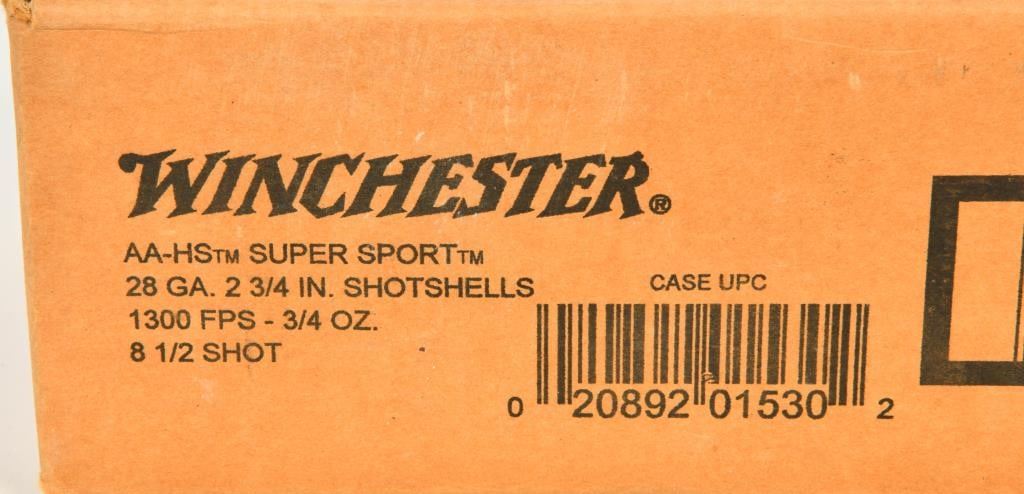 WINCHESTER®
AA-HS™ SUPER SPORT™
28 GA. 2 3/4 IN. SHOTSHELLS
1300 FPS - 3/4 OZ.
8 1/2 SHOT
CASE UPC
0 20892 01530 2